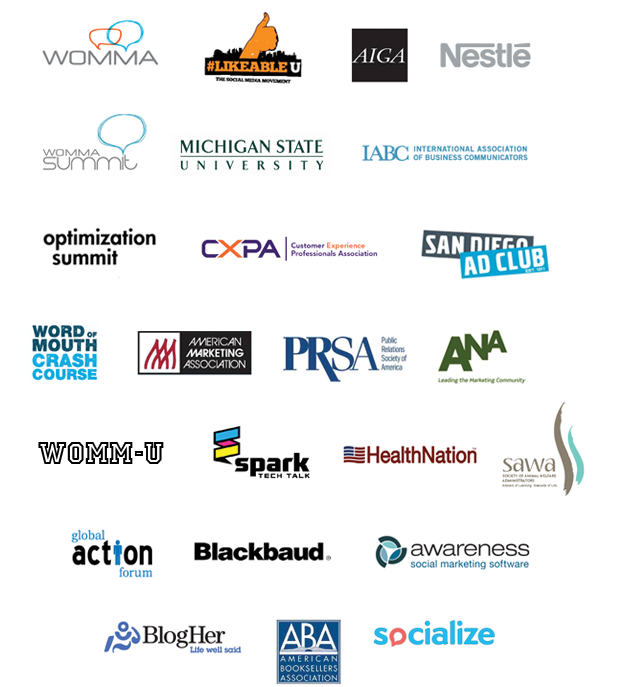 WOMMA
#LIKEABLE U
THE SOCIAL MEDIA MOVEMENT
AIGA
Nestlé
WOMMA
summit
MICHIGAN STATE
UNIVERSITY
IABC
INTERNATIONAL ASSOCIATION
OF BUSINESS COMMUNICATORS
optimization
summit
CXPA
Customer Experience
Professionals Association
SAN DIEGO
AD CLUB
EST. 1911
WORD OF
MOUTH
CRASH
COURSE
AMERICAN
MARKETING
ASSOCIATION
PRSA
Public
Relations
Society of
America
ANA
Leading the Marketing Community
WOMM-U
spark
TECH TALK
HealthNation
sawa
SOCIETY OF ANIMAL WELFARE
ADMINISTRATORS
global
action
forum
Blackbaud®
awareness
social marketing software
BlogHer
Life well said
ABA
AMERICAN
BOOKSELLERS
ASSOCIATION
socialize